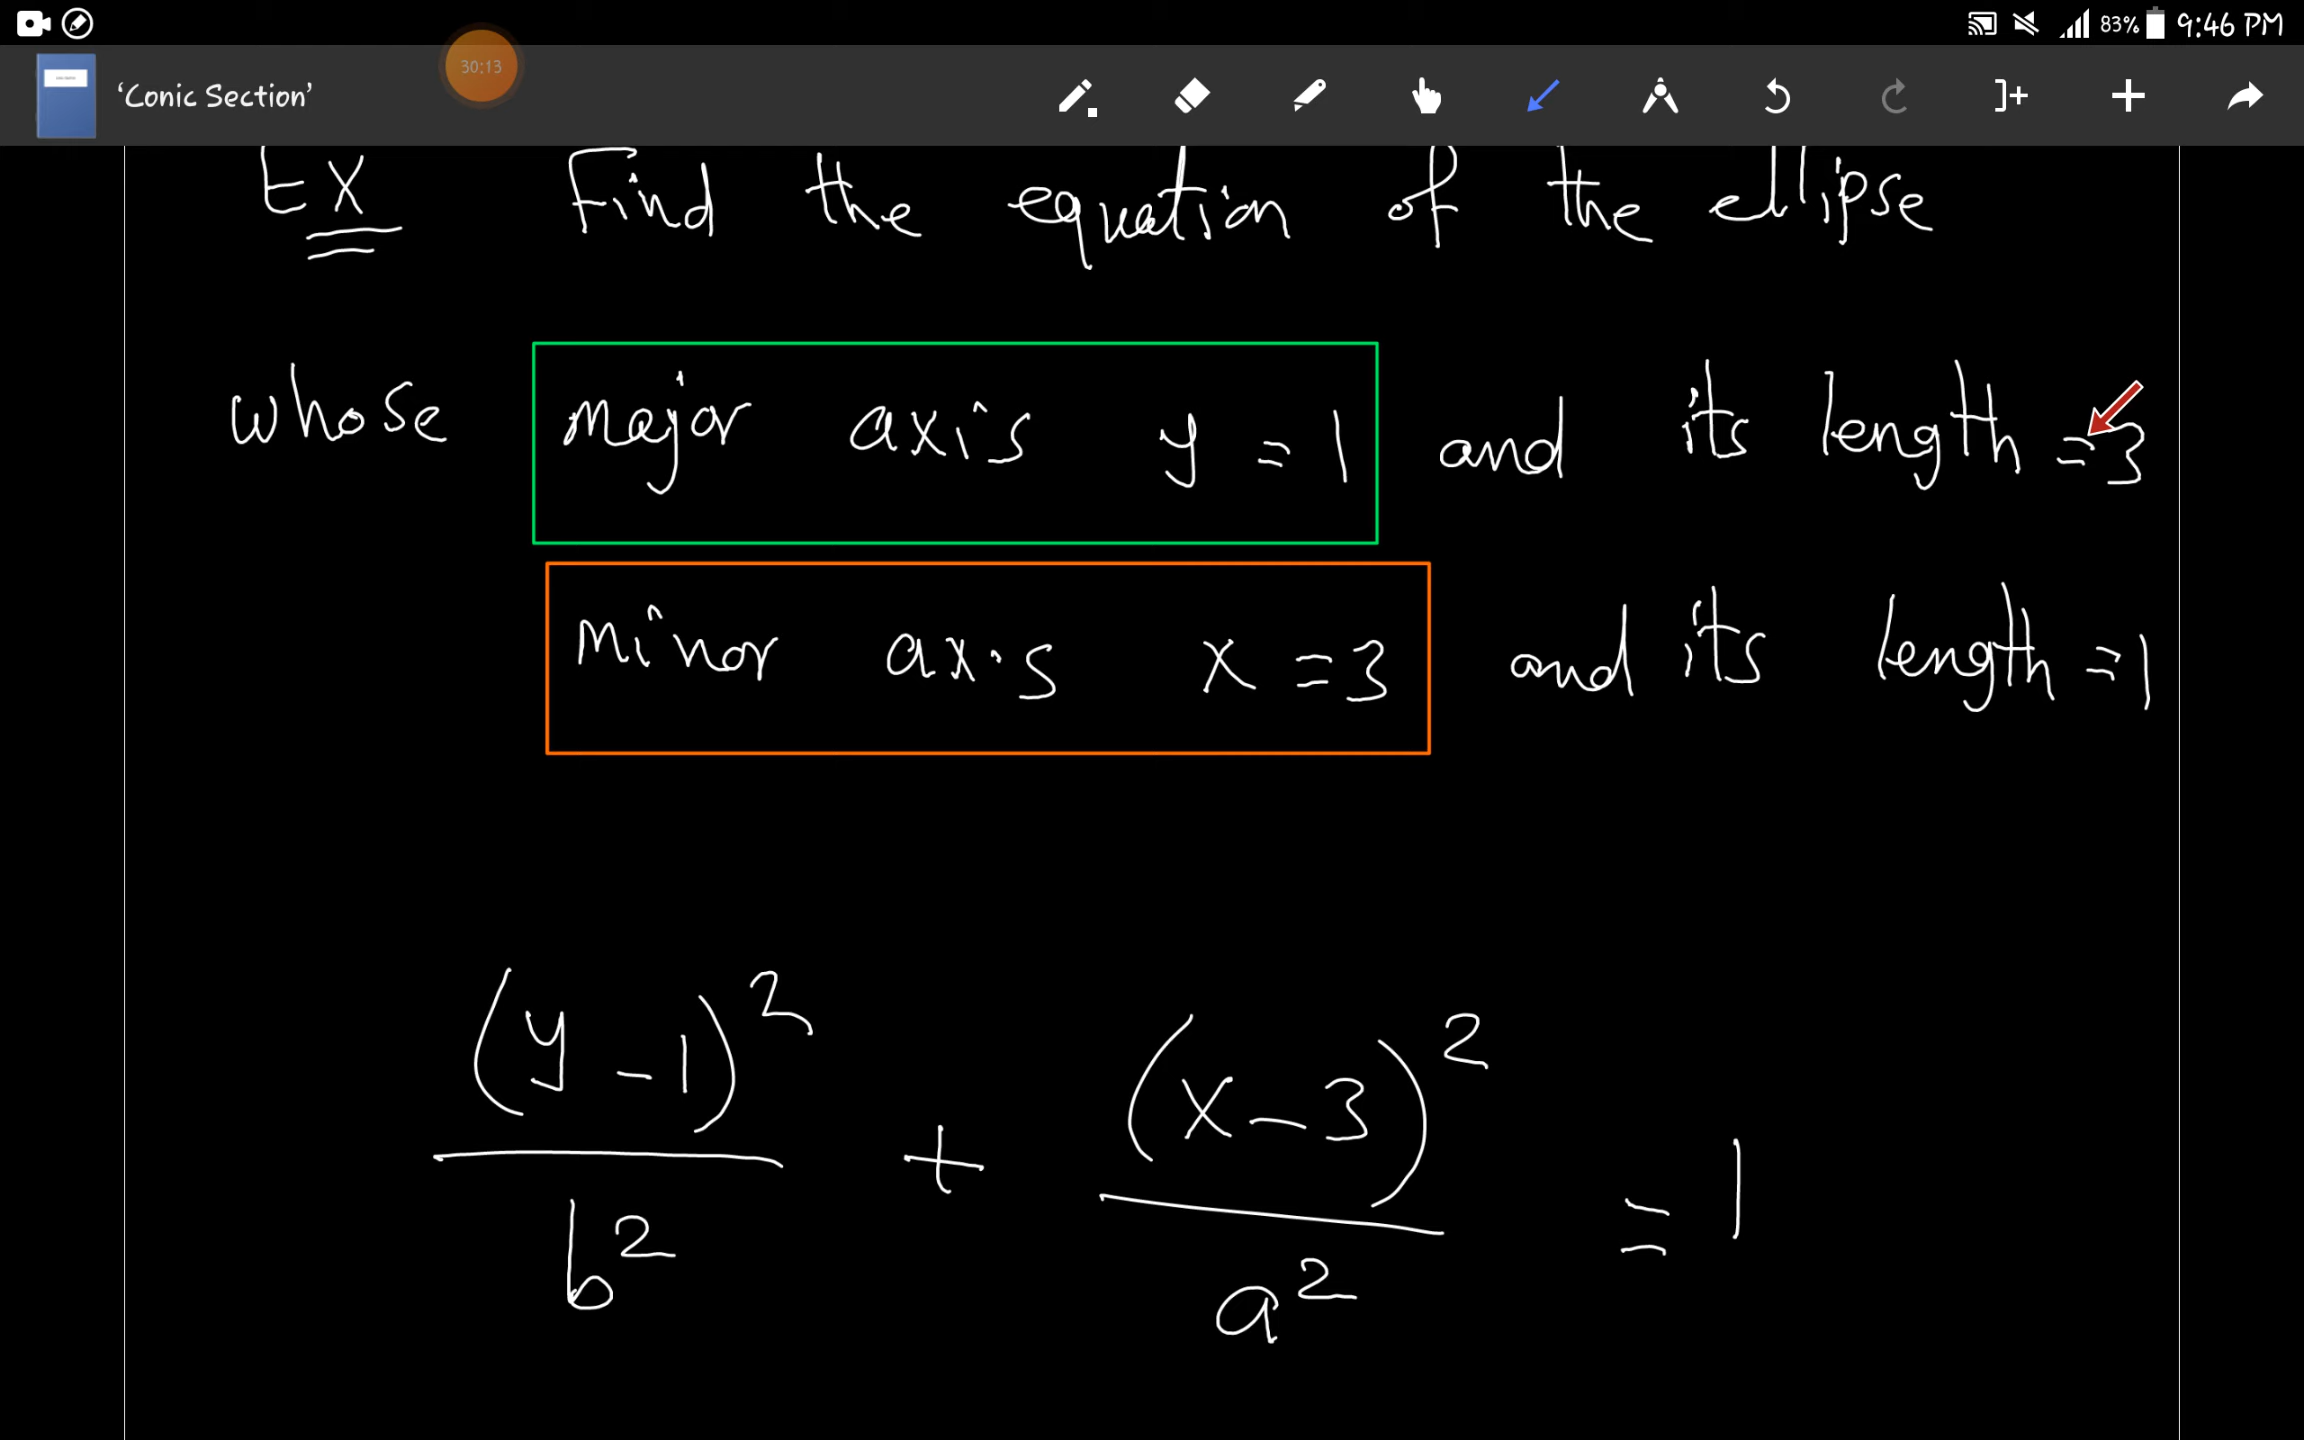 83% 9:46 PM
'Conic Section' 30:13 ]+
EX Find the equation of the ellipse
whose major axis y = 1 and its length = 3
minor axis x = 3 and its length = 1
(y - 1)² / b² + (x - 3)² / a² = 1